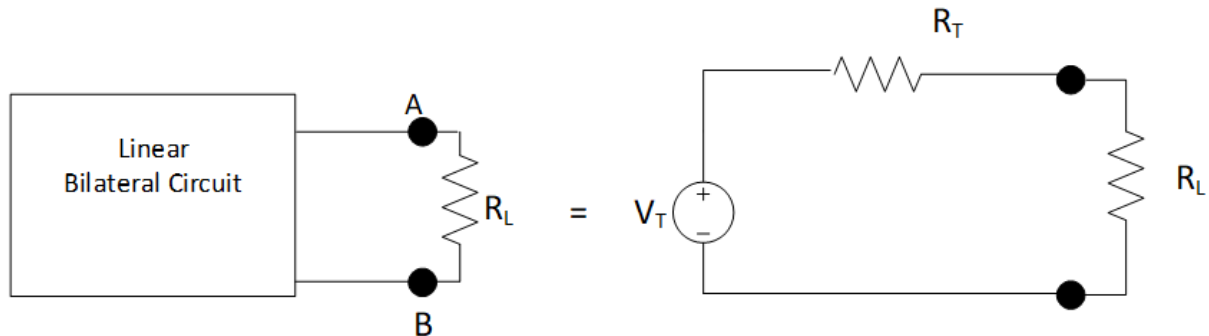 R_T
A
Linear
Bilateral Circuit
R_L
=
V_T
+
−
R_L
B